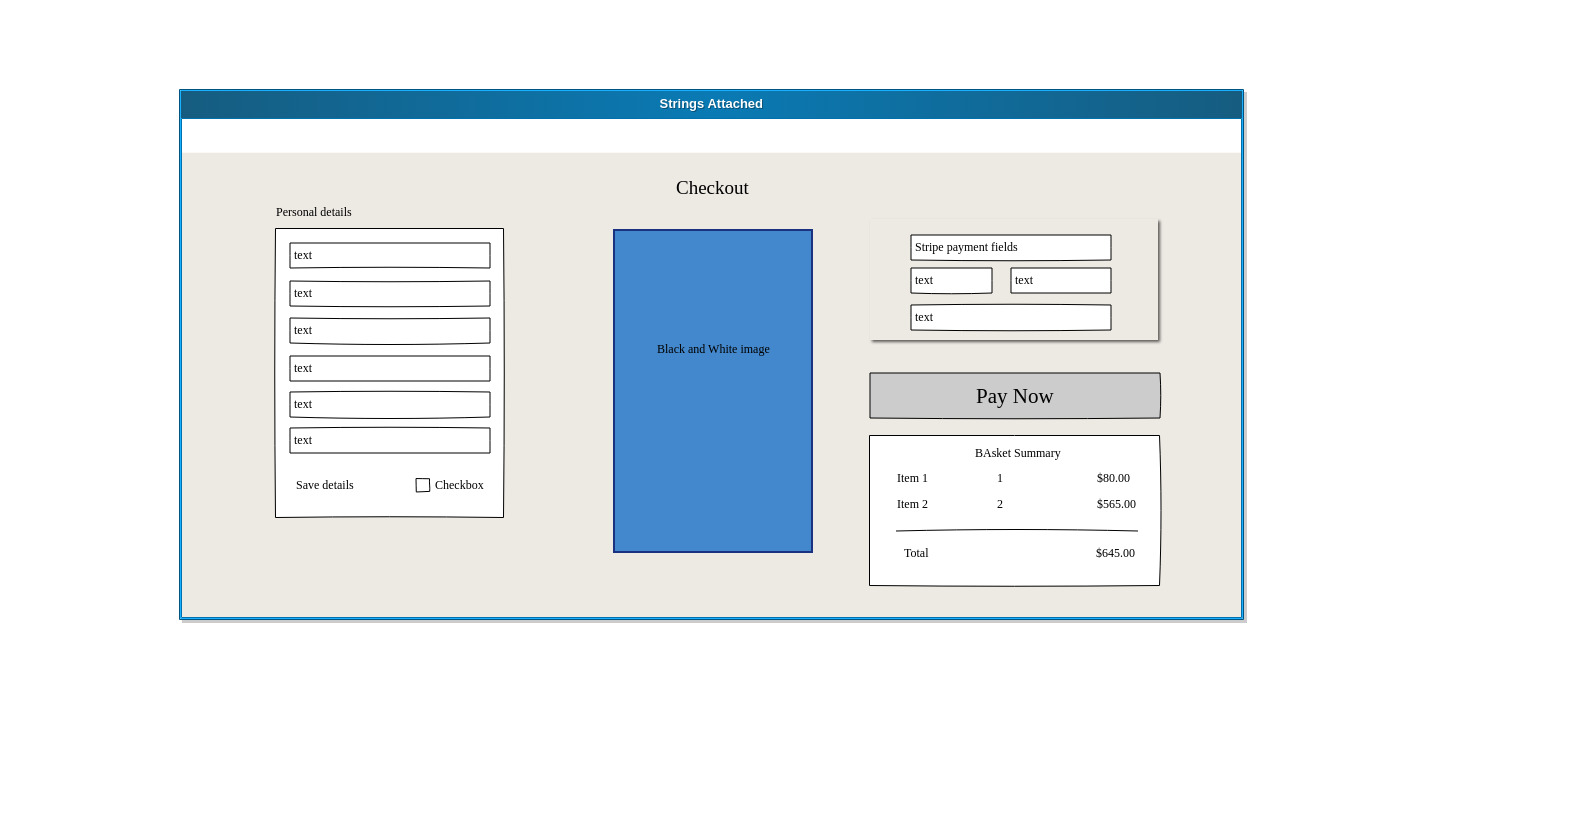 Strings Attached
Checkout
Personal details
text
text
text
text
text
text
Save details
Checkbox
Black and White image
Stripe payment fields
text text
text
Pay Now
BAsket Summary
Item 1 1 $80.00
Item 2 2 $565.00
Total $645.00